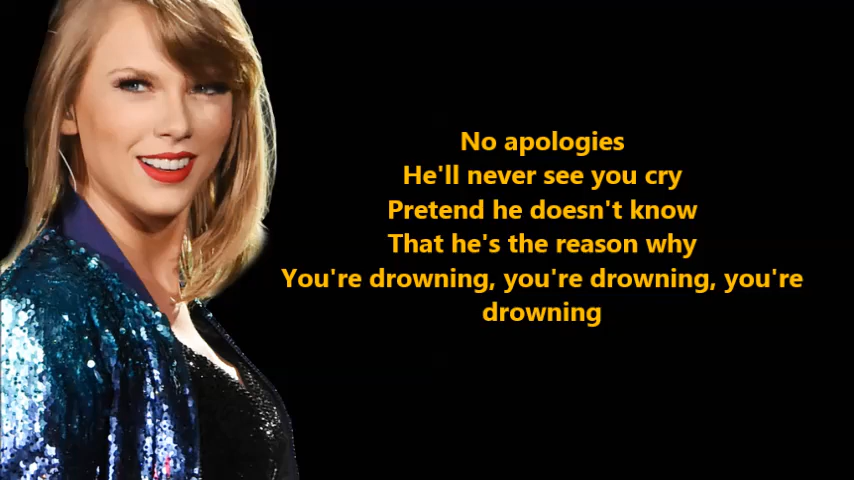 No apologies
He'll never see you cry
Pretend he doesn't know
That he's the reason why
You're drowning, you're drowning, you're
drowning